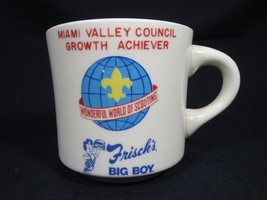 MIAMI VALLEY COUNCIL
GROWTH ACHIEVER
WONDERFUL WORLD OF SCOUTING
Frisch's
BIG BOY